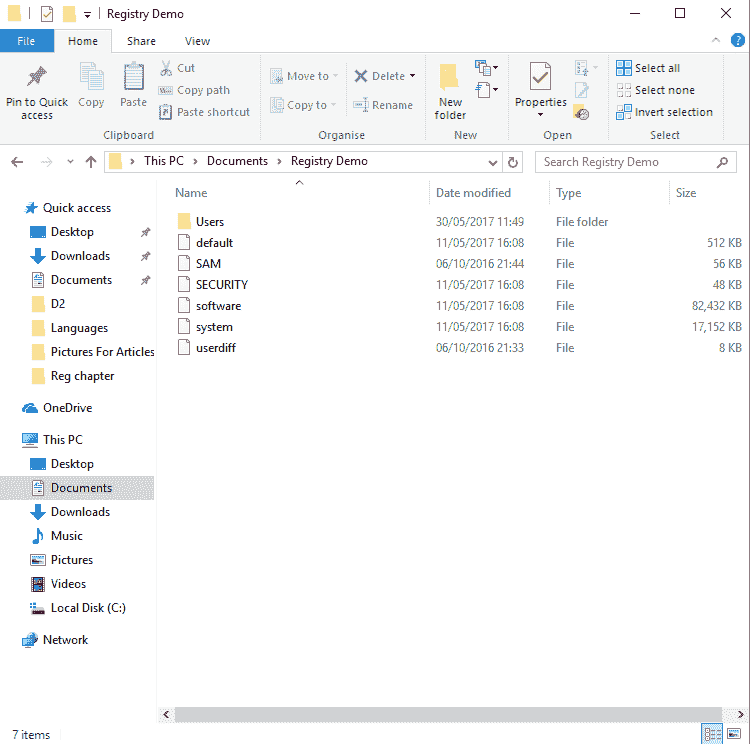 Registry Demo
File Home Share View
Pin to Quick access
Copy
Paste
Cut
Copy path
Paste shortcut
Clipboard
Move to
Copy to
Delete
Rename
Organise
New folder
New
Properties
Open
Select all
Select none
Invert selection
Select
This PC > Documents > Registry Demo
Search Registry Demo
Name Date modified Type Size
Users 30/05/2017 11:49 File folder
default 11/05/2017 16:08 File 512 KB
SAM 06/10/2016 21:44 File 56 KB
SECURITY 11/05/2017 16:08 File 48 KB
software 11/05/2017 16:08 File 82,432 KB
system 11/05/2017 16:08 File 17,152 KB
userdiff 06/10/2016 21:33 File 8 KB
Quick access
Desktop
Downloads
Documents
D2
Languages
Pictures For Articles
Reg chapter
OneDrive
This PC
Desktop
Documents
Downloads
Music
Pictures
Videos
Local Disk (C:)
Network
7 items